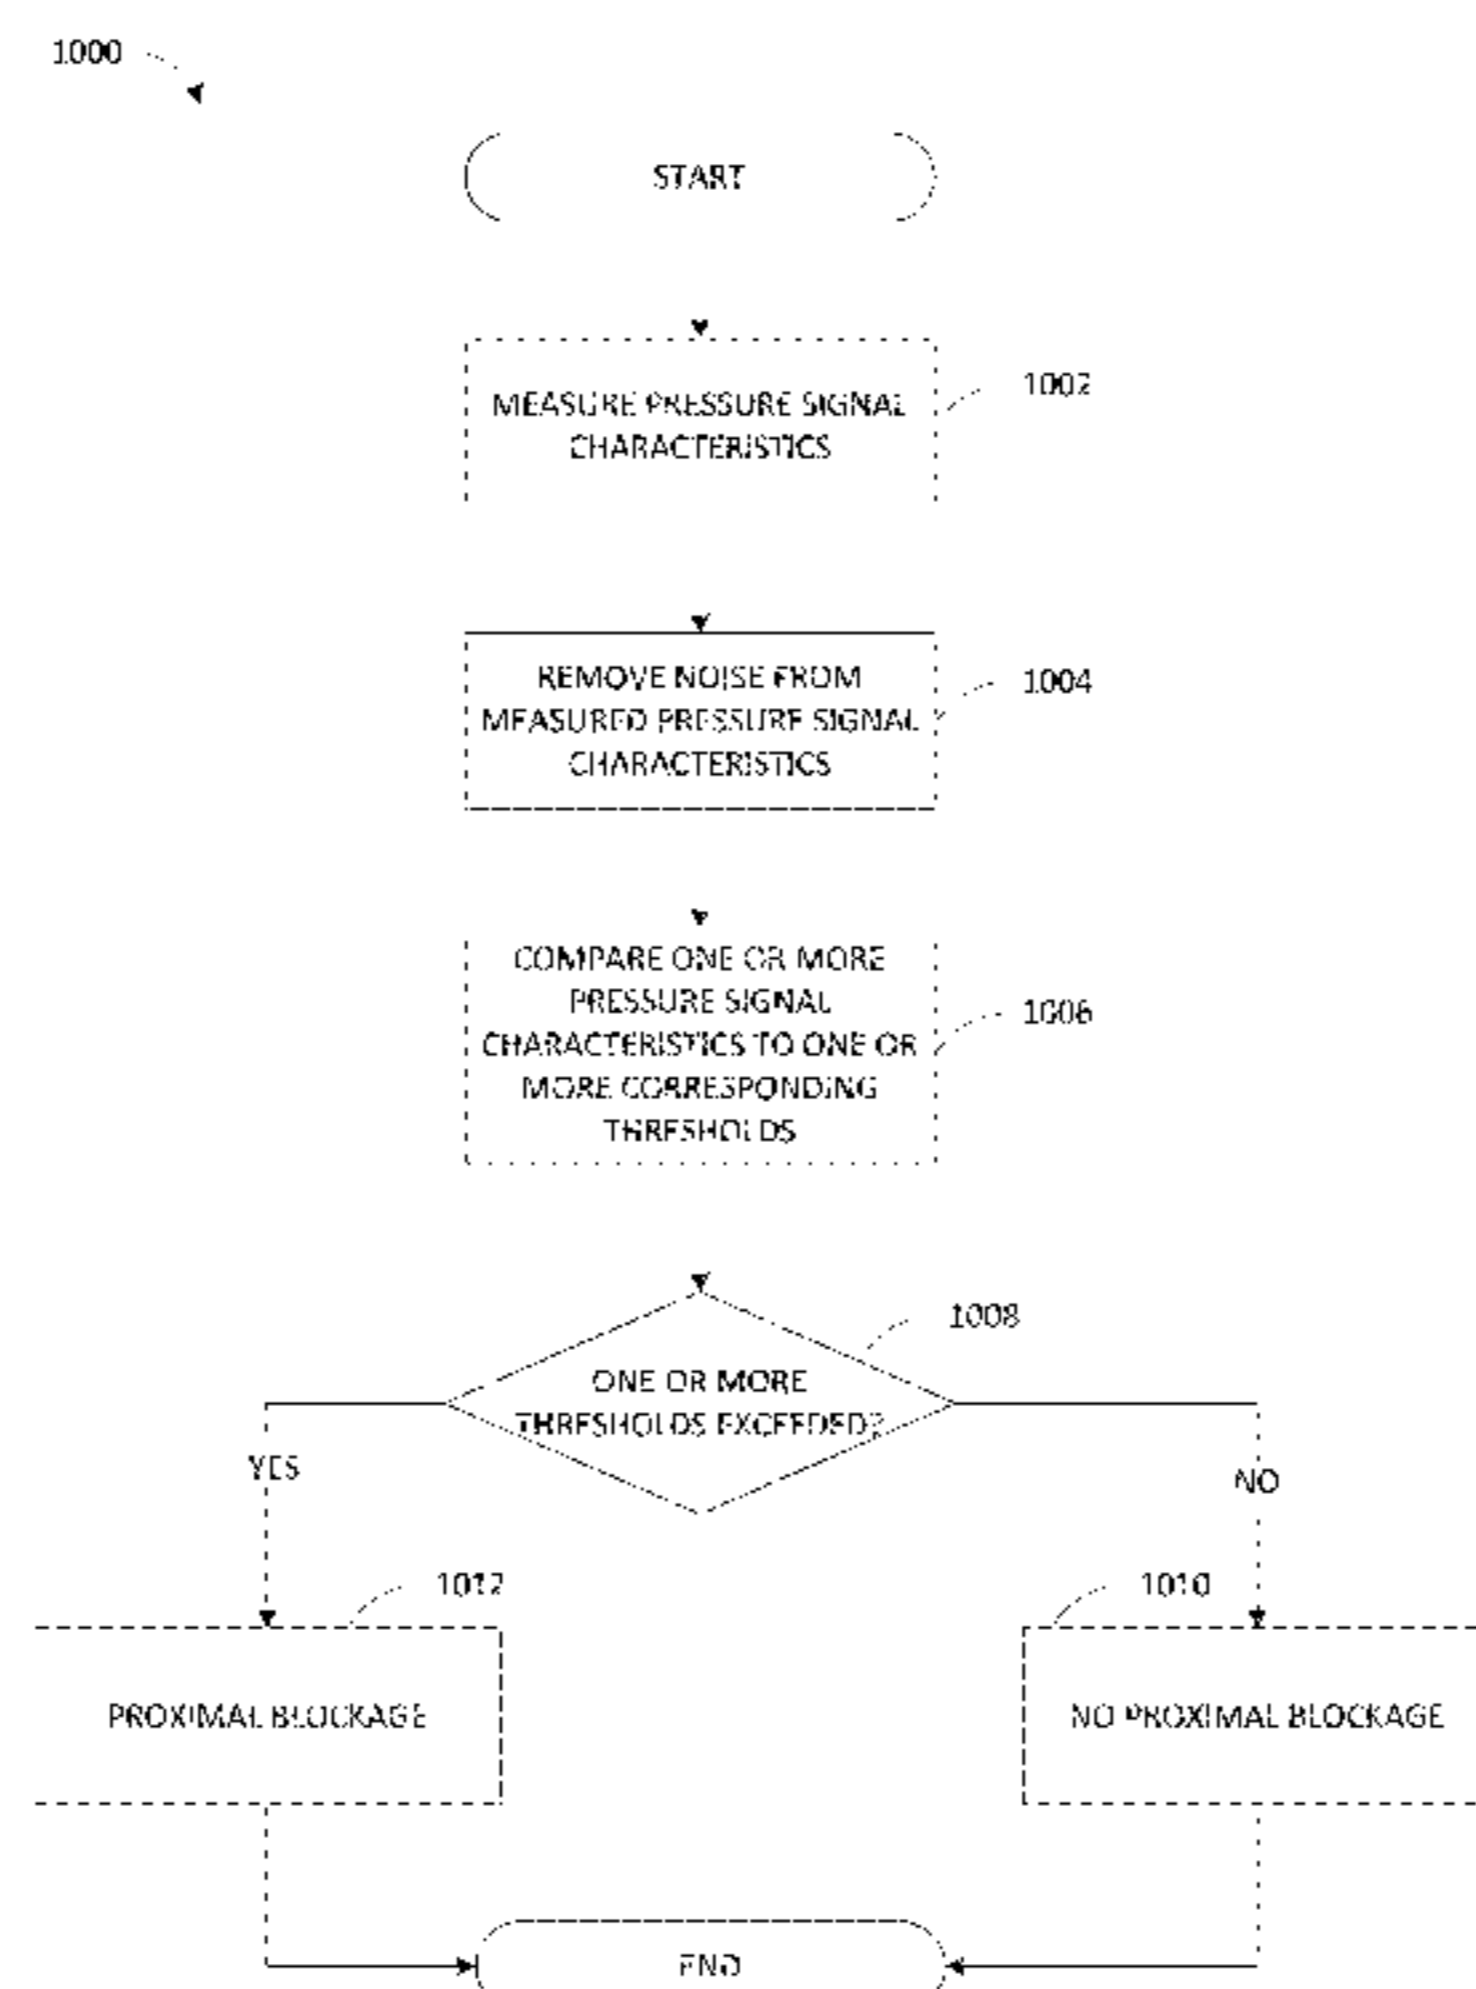 1000
START
MEASURE PRESSURE SIGNAL
CHARACTERISTICS
1002
REMOVE NOISE FROM
MEASURED PRESSURE SIGNAL
CHARACTERISTICS
1004
COMPARE ONE OR MORE
PRESSURE SIGNAL
CHARACTERISTICS TO ONE OR
MORE CORRESPONDING
THRESHOLDS
1006
1008
ONE OR MORE
THRESHOLDS EXCEEDED?
YES
NO
1012
1010
PROXIMAL BLOCKAGE
NO PROXIMAL BLOCKAGE
END